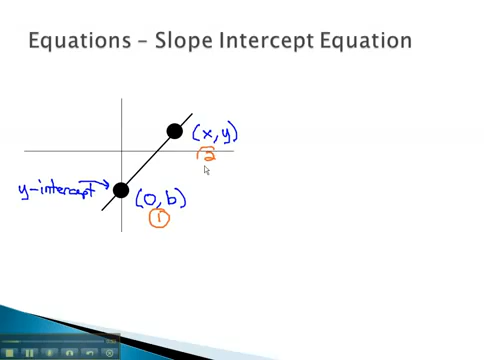 Equations – Slope Intercept Equation
(x, y)
2
y-intercept
(0, b)
1